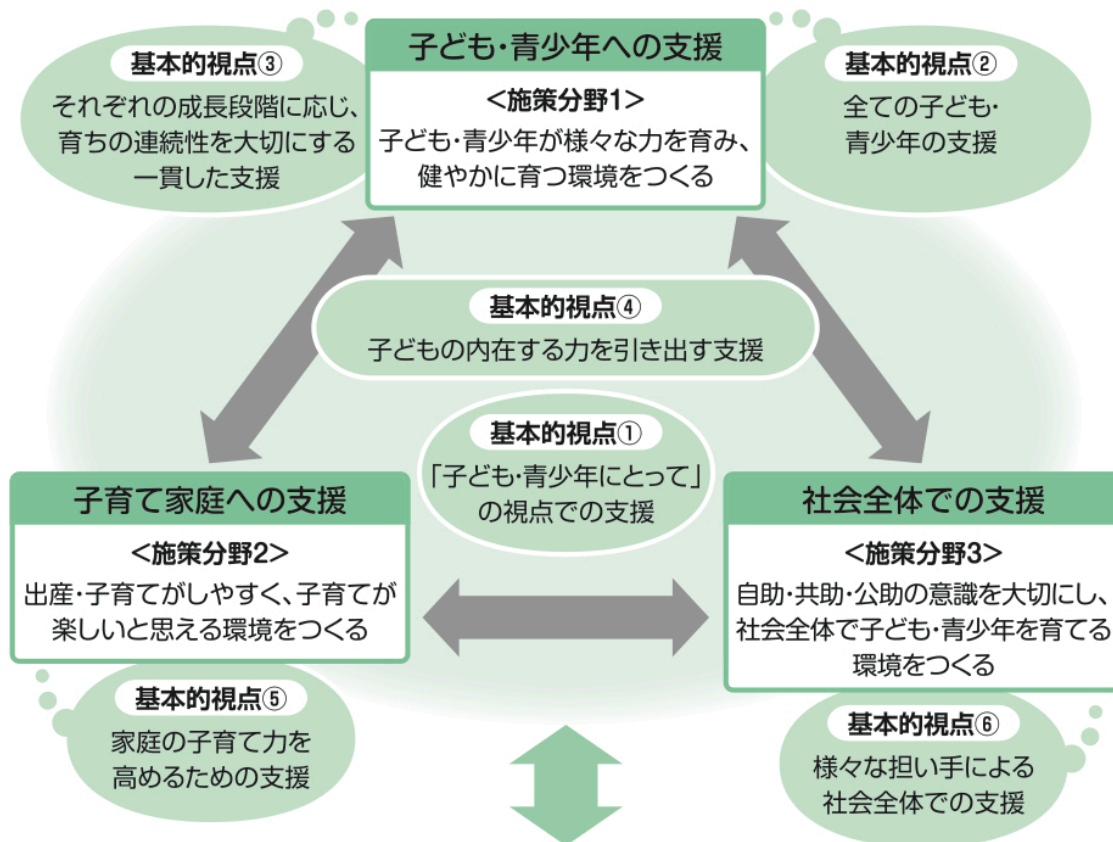 子ども・青少年への支援
<施策分野1>
子ども・青少年が様々な力を育み、
健やかに育つ環境をつくる
基本的視点③
それぞれの成長段階に応じ、
育ちの連続性を大切にする
一貫した支援
基本的視点②
全ての子ども・
青少年の支援
基本的視点④
子どもの内在する力を引き出す支援
基本的視点①
「子ども・青少年にとって」
の視点での支援
子育て家庭への支援
<施策分野2>
出産・子育てがしやすく、子育てが
楽しいと思える環境をつくる
基本的視点⑤
家庭の子育て力を
高めるための支援
社会全体での支援
<施策分野3>
自助・共助・公助の意識を大切にし、
社会全体で子ども・青少年を育てる
環境をつくる
基本的視点⑥
様々な担い手による
社会全体での支援